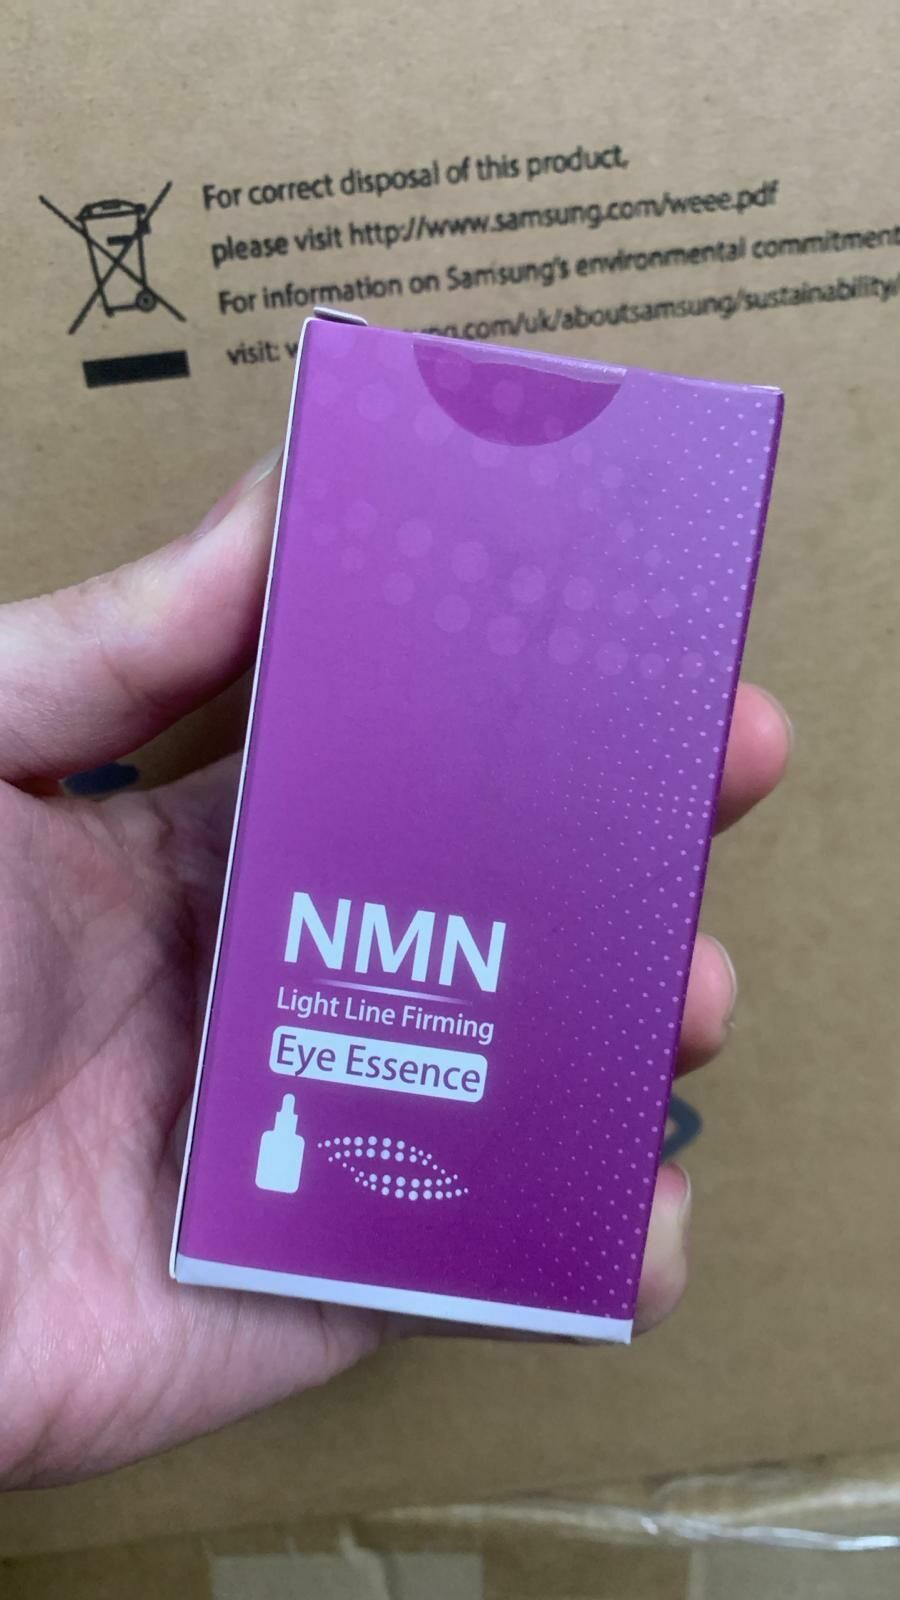 For correct disposal of this product,
please visit http://www.samsung.com/weee.pdf
For information on Samsung's environmental commitment
visit: .com/uk/aboutsamsung/sustainability/
NMN
Light Line Firming
Eye Essence